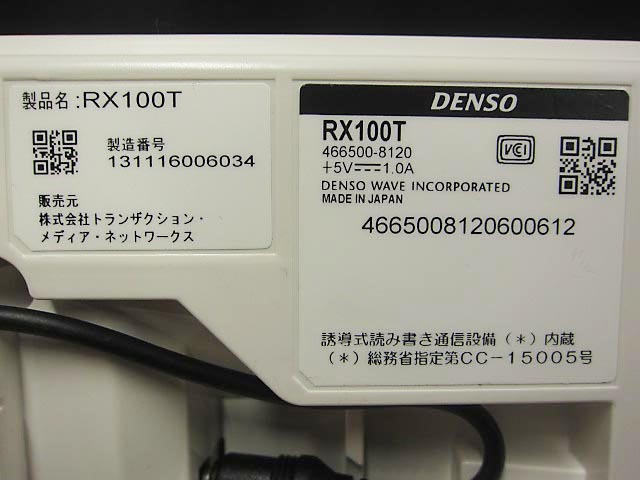 製品名:RX100T
製造番号
131116006034
販売元
株式会社トランザクション・
メディア・ネットワークス
DENSO
RX100T
466500-8120
+5V⎓1.0A
VCCI
DENSO WAVE INCORPORATED
MADE IN JAPAN
4665008120600612
誘導式読み書き通信設備(*)内蔵
(*)総務省指定第CC-15005号